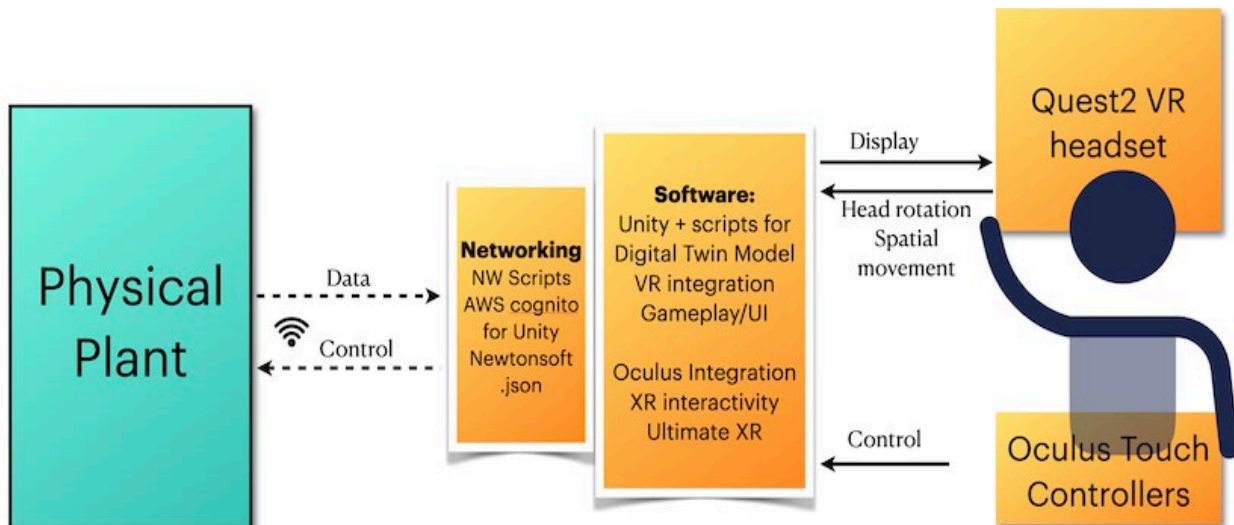 Physical
Plant
Data
Control
Networking
NW Scripts
AWS cognito
for Unity
Newtonsoft
.json
Software:
Unity + scripts for
Digital Twin Model
VR integration
Gameplay/UI
Oculus Integration
XR interactivity
Ultimate XR
Display
Head rotation
Spatial
movement
Control
Quest2 VR
headset
Oculus Touch
Controllers